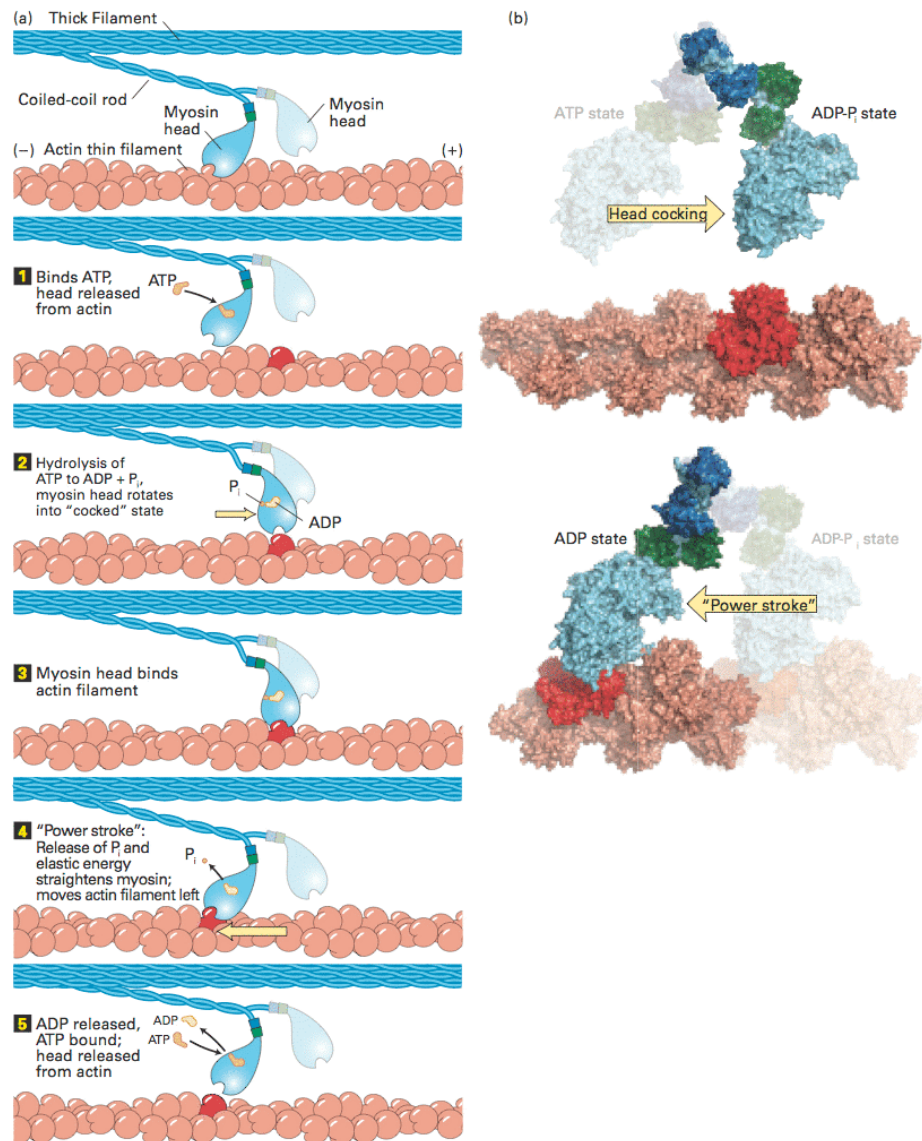 (a)
Thick Filament
Coiled-coil rod
Myosin
head
Myosin
head
(–)
Actin thin filament
(+)
1 Binds ATP,
head released
from actin
ATP
2 Hydrolysis of
ATP to ADP + Pi,
myosin head rotates
into “cocked” state
Pi
ADP
3 Myosin head binds
actin filament
4 “Power stroke”:
Release of Pi and
elastic energy
straightens myosin;
moves actin filament left
Pi
5 ADP released,
ATP bound;
head released
from actin
ADP
ATP
(b)
ATP state
ADP-Pi state
Head cocking
ADP state
ADP-Pi state
“Power stroke”